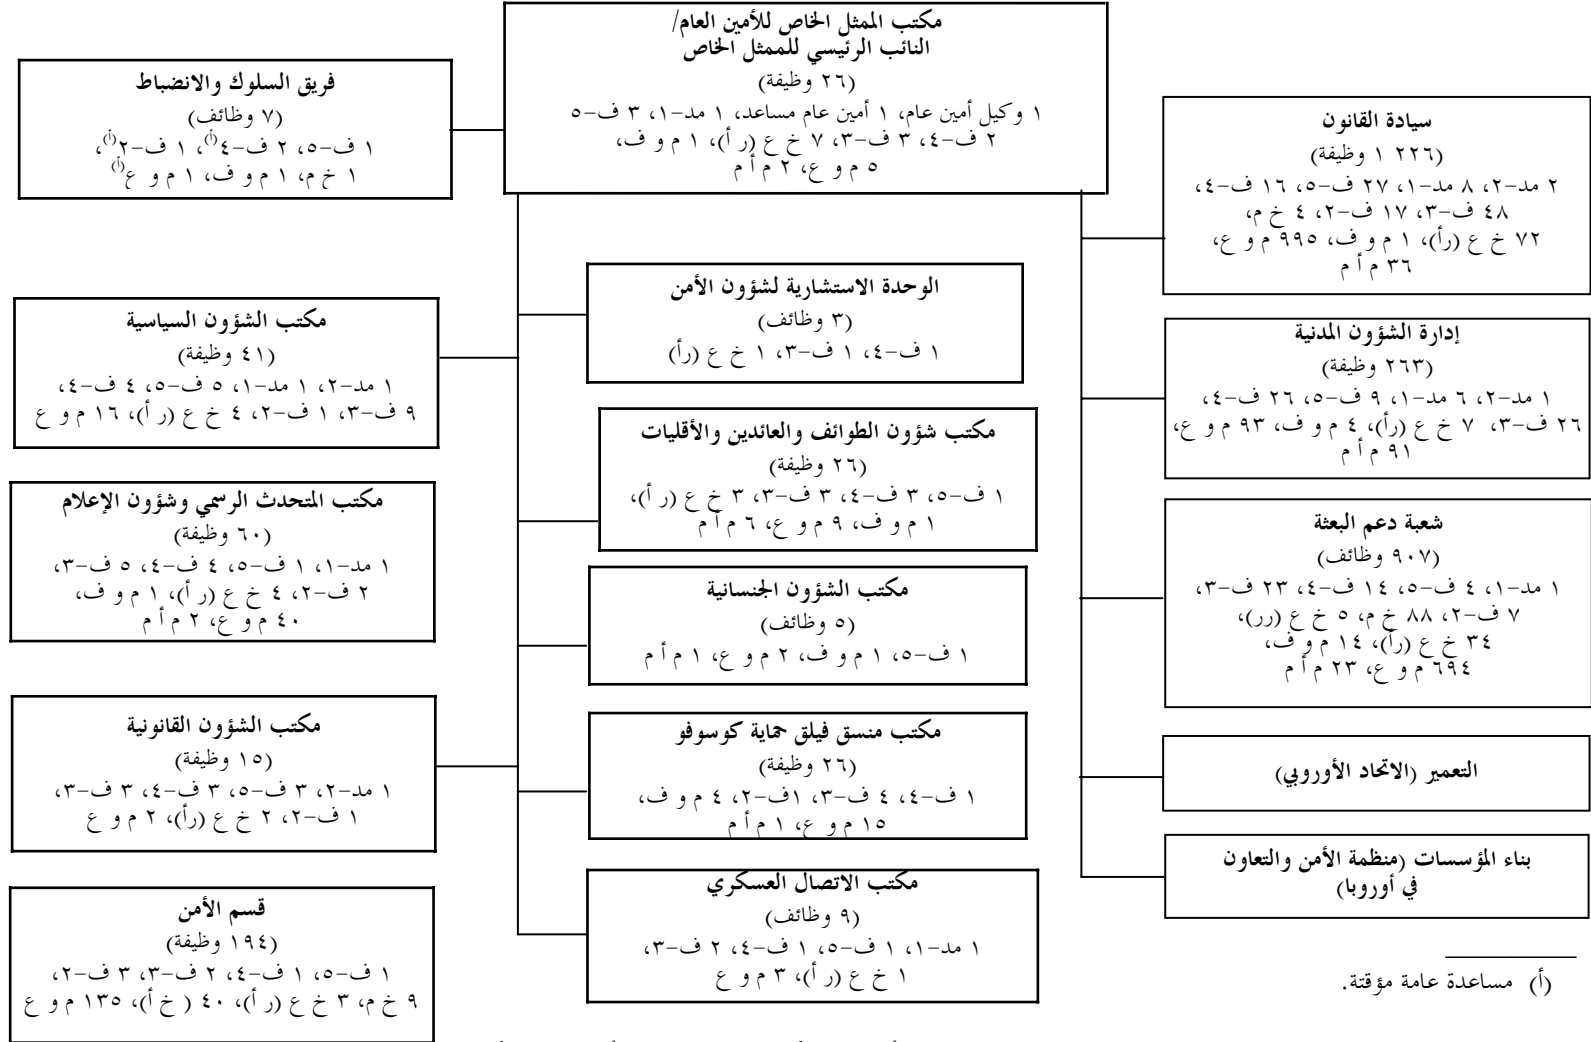 مكتب الممثل الخاص للأمين العام/
النائب الرئيسي للممثل الخاص
(٢٦ وظيفة)
١ وكيل أمين عام، ١ أمين عام مساعد، ١ مد-١، ٣ ف-٥
٢ ف-٤، ٣ ف-٣، ٧ خ ع (ر أ)، ١ م و ف،
٥ م و ع، ٢ م أ م
سيادة القانون
(١ ٢٢٦ وظيفة)
٢ مد-٢، ٨ مد-١، ٢٧ ف-٥، ١٦ ف-٤،
٤٨ ف-٣، ١٧ ف-٢، ٤ خ م،
٧٢ خ ع (رأ)، ١ م و ف، ٩٩٥ م و ع،
٣٦ م أ م
إدارة الشؤون المدنية
(٢٦٣ وظيفة)
١ مد-٢، ٦ مد-١، ٩ ف-٥، ٢٦ ف-٤،
٢٦ ف-٣، ٧ خ ع (رأ)، ٤ م و ف، ٩٣ م و ع،
٩١ م أ م
شعبة دعم البعثة
(٩٠٧ وظائف)
١ مد-١، ٤ ف-٥، ١٤ ف-٤، ٢٣ ف-٣،
٧ ف-٢، ٨٨ خ م، ٥ خ ع (رر)،
٣٤ خ ع (رأ)، ١٤ م و ف،
٦٩٤ م و ع، ٢٣ م أ م
التعمير (الاتحاد الأوروبي)
بناء المؤسسات (منظمة الأمن والتعاون
في أوروبا)
الوحدة الاستشارية لشؤون الأمن
(٣ وظائف)
١ ف-٤، ١ ف-٣، ١ خ ع (رأ)
مكتب شؤون الطوائف والعائدين والأقليات
(٢٦ وظيفة)
١ ف-٥، ٣ ف-٤، ٣ ف-٣، ٣ خ ع (ر أ)،
١ م و ف، ٩ م و ع، ٦ م أ م
مكتب الشؤون الجنسانية
(٥ وظائف)
١ ف-٥، ١ م و ف، ٢ م و ع، ١ م أ م
مكتب منسق فيلق حماية كوسوفو
(٢٦ وظيفة)
١ ف-٤، ٤ ف-٣، ١ف-٢، ٤ م و ف،
١٥ م و ع، ١ م أ م
مكتب الاتصال العسكري
(٩ وظائف)
١ مد-١، ١ ف-٥، ١ ف-٤، ٢ ف-٣،
١ خ ع (ر أ)، ٣ م و ع
فريق السلوك والانضباط
(٧ وظائف)
١ ف-٥، ٢ ف-٤(أ)، ١ ف-٢(أ)،
١ خ م، ١ م و ف، ١ م و ع(أ)
مكتب الشؤون السياسية
(٤١ وظيفة)
١ مد-٢، ١ مد-١، ٥ ف-٥، ٤ ف-٤،
٩ ف-٣، ١ ف-٢، ٤ خ ع (ر أ)، ١٦ م و ع
مكتب المتحدث الرسمي وشؤون الإعلام
(٦٠ وظيفة)
١ مد-١، ١ ف-٥، ٤ ف-٤، ٥ ف-٣،
٢ ف-٢، ٤ خ ع (ر أ)، ١ م و ف،
٤٠ م و ع، ٢ م أ م
مكتب الشؤون القانونية
(١٥ وظيفة)
١ مد-٢، ٣ ف-٥، ٣ ف-٤، ٣ ف-٣،
١ ف-٢، ٢ خ ع (رأ)، ٢ م و ع
قسم الأمن
(١٩٤ وظيفة)
١ ف-٥، ١ ف-٤، ٢ ف-٣، ٣ ف-٢،
٩ خ م، ٣ خ ع (ر أ)، ٤٠ ( خ أ)، ١٣٥ م و ع
(أ) مساعدة عامة مؤقتة.